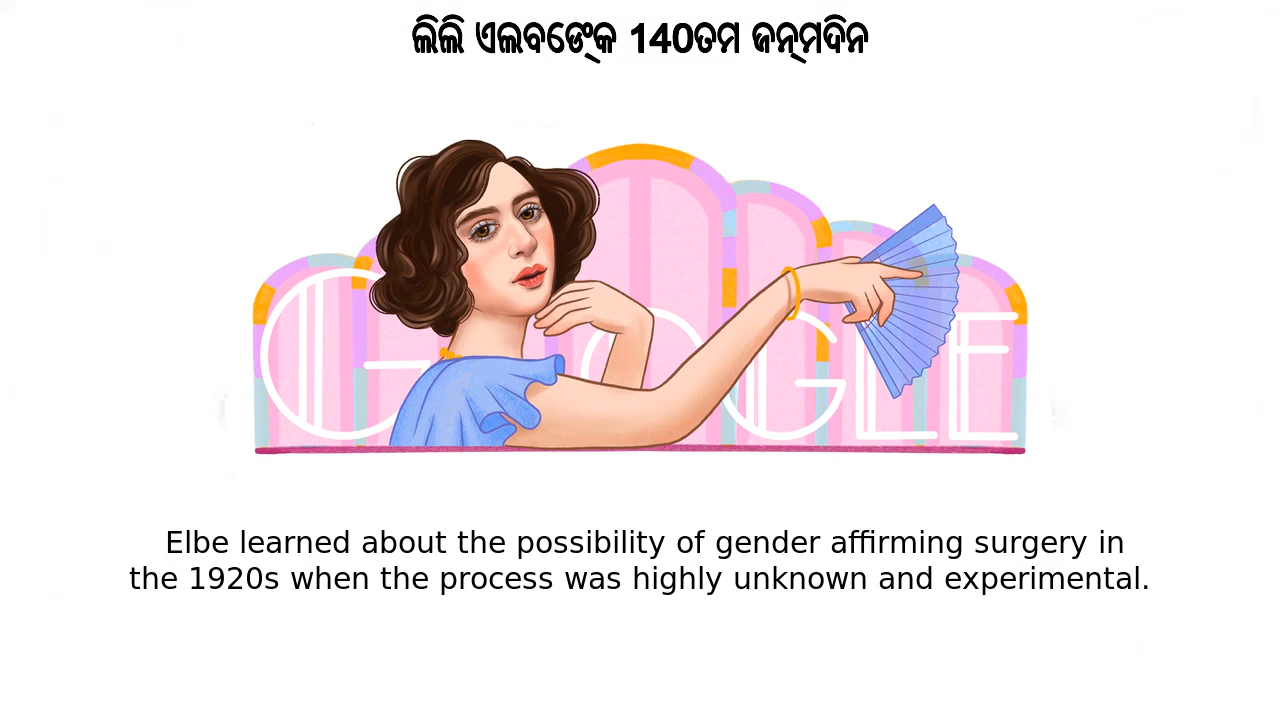 ଲିଲି ଏଲବଙ୍କେ 140ତମ ଜନ୍ମଦିନ
GOOGLE
Elbe learned about the possibility of gender affirming surgery in
the 1920s when the process was highly unknown and experimental.